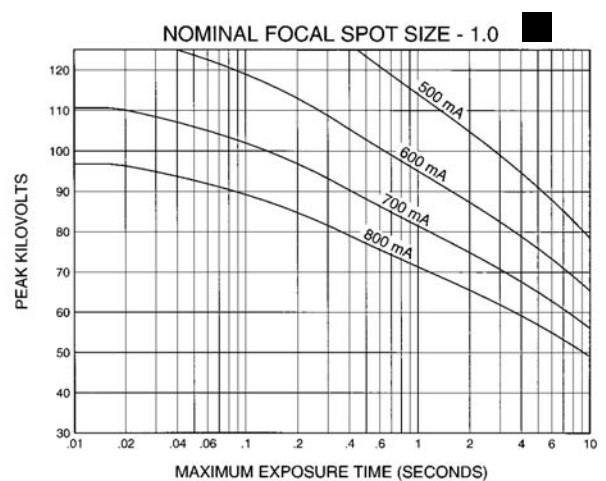 NOMINAL FOCAL SPOT SIZE - 1.0
120
110
100
90
80
70
60
50
40
30
PEAK KILOVOLTS
500 mA
600 mA
700 mA
800 mA
.01 .02 .04 .06 .1 .2 .4 .6 1 2 4 6 10
MAXIMUM EXPOSURE TIME (SECONDS)